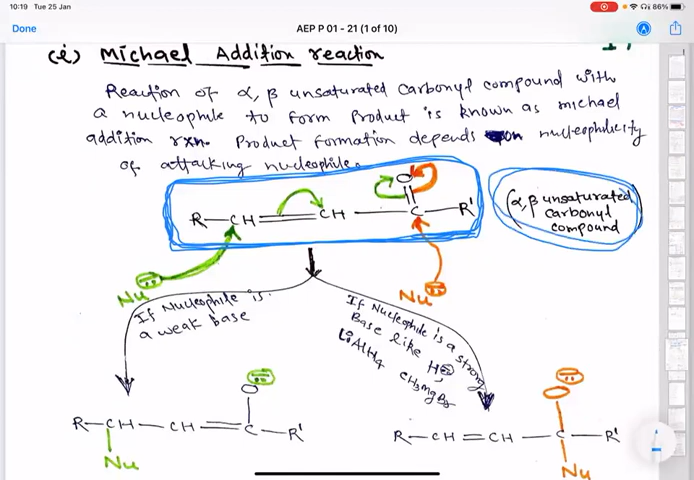 10:19 Tue 25 Jan
86%
Done
AEP P 01 - 21 (1 of 10)
(i) Michael Addition reaction
Reaction of α, β unsaturated Carbonyl compound with
a nucleophile to form Product is known as michael
addition rxn. Product formation depends upon nucleophilicity
of attacking nucleophile.
O
R—CH=CH—C—R'
(α, β unsaturated
carbonyl
compound)
Nu
Nu
If Nucleophile is
a weak base
If Nucleophile is a strong
Base like H
LiAlH4 CH3MgBr
O
R—CH—CH=C—R'
Nu
O
R—CH=CH—C—R'
Nu